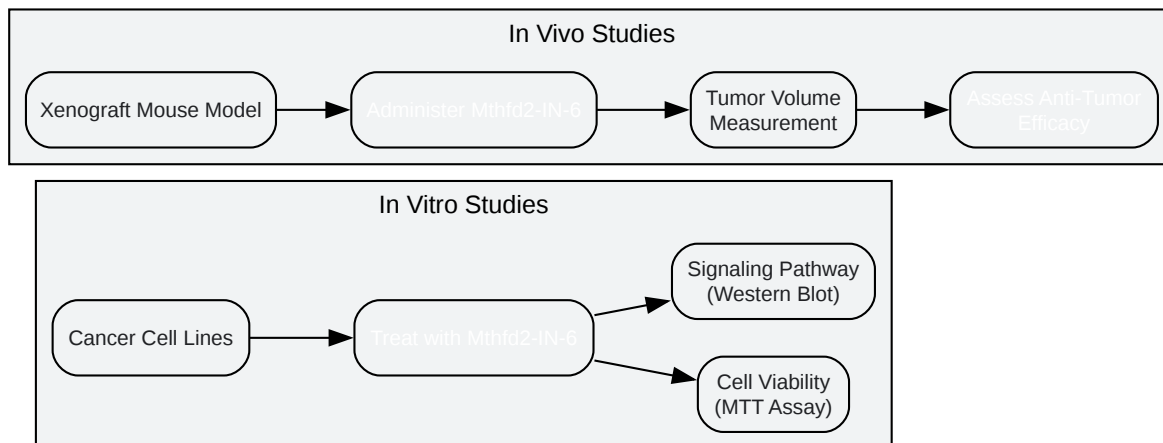 In Vivo Studies
Xenograft Mouse Model
Administer Mthfd2-IN-6
Tumor Volume
Measurement
Assess Anti-Tumor
Efficacy
In Vitro Studies
Cancer Cell Lines
Treat with Mthfd2-IN-6
Signaling Pathway
(Western Blot)
Cell Viability
(MTT Assay)